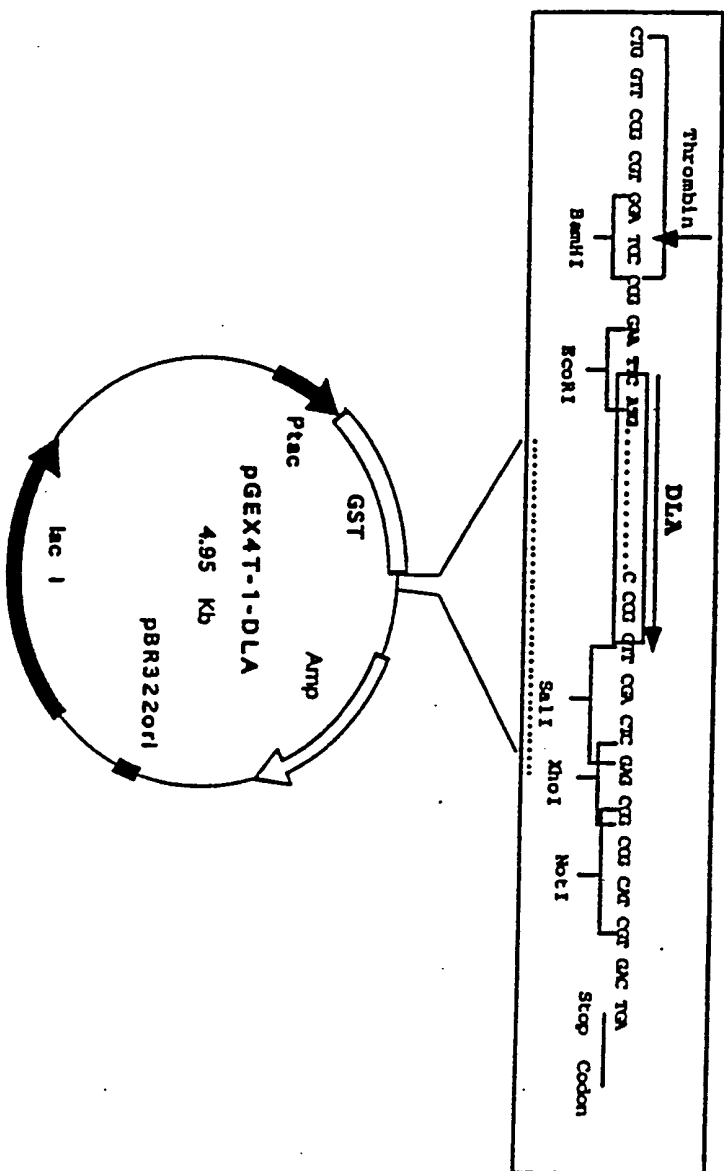 Thrombin
DLA
CTG GTT CCG CGT GGA TCC CCG GAA TTC ............C CCG GTT CGA CTC GAG CGG CCG CAT CGT GAC TGA
BamHI
EcoRI
SalI
XhoI
NotI
Stop Codon
Ptac
GST
pGEX4T-1-DLA
4.95 Kb
Amp
pBR322ori
lac I